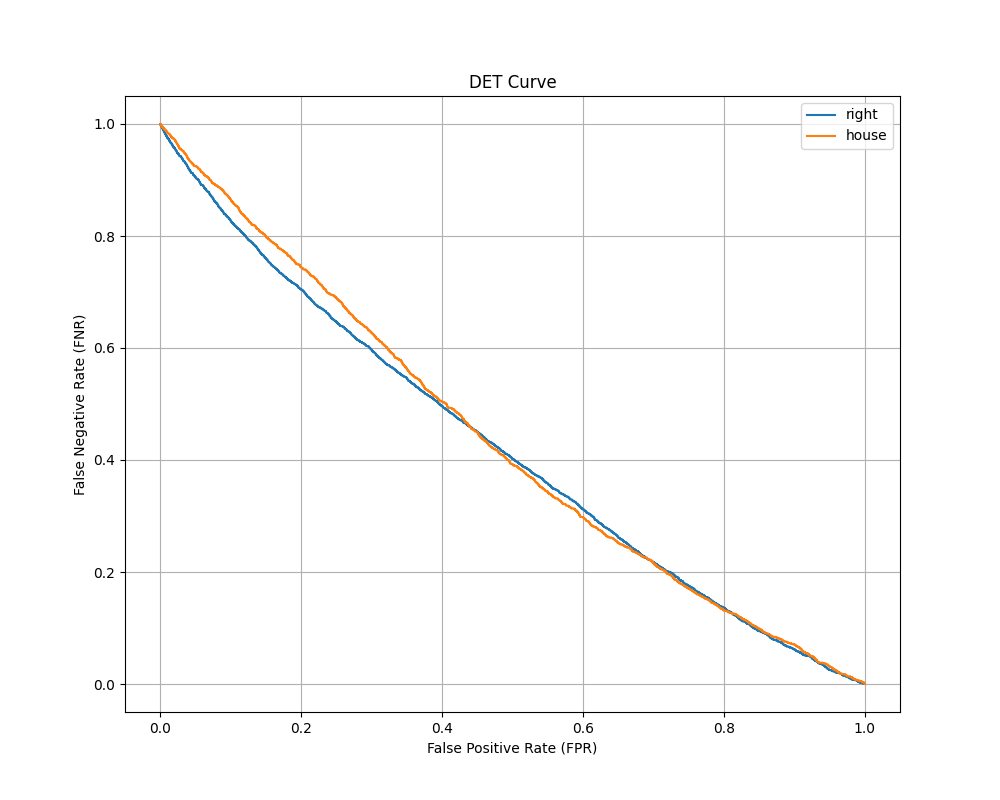 DET Curve
right
house
1.0
0.8
0.6
0.4
0.2
0.0
False Negative Rate (FNR)
0.0 0.2 0.4 0.6 0.8 1.0
False Positive Rate (FPR)